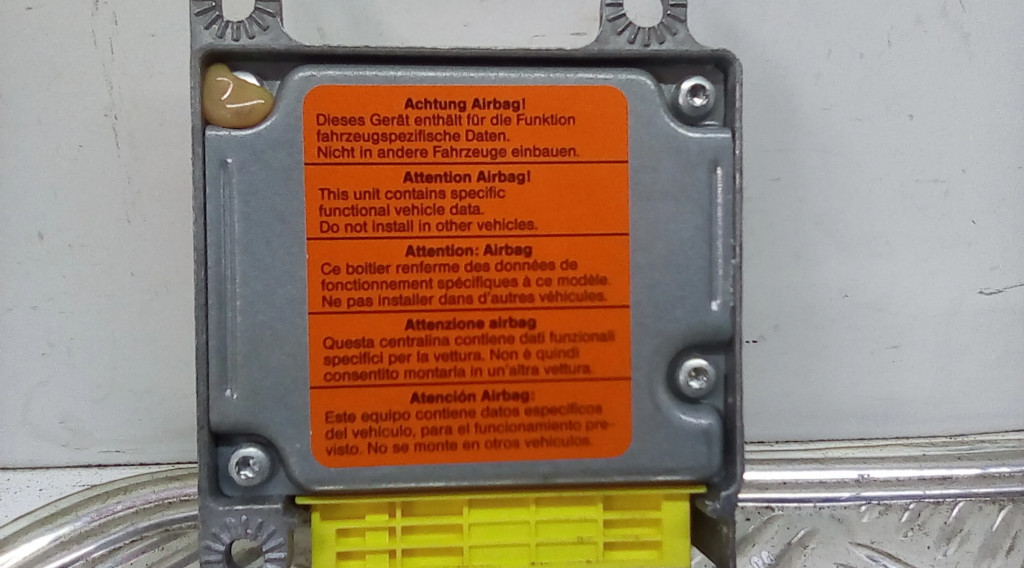 Achtung Airbag!
Dieses Gerät enthält für die Funktion
fahrzeugspezifische Daten.
Nicht in andere Fahrzeuge einbauen.
Attention Airbag!
This unit contains specific
functional vehicle data.
Do not install in other vehicles.
Attention: Airbag
Ce boitier renferme des données de
fonctionnement spécifiques à ce modèle.
Ne pas installer dans d'autres véhicules.
Attenzione airbag
Questa centralina contiene dati funzionali
specifici per la vettura. Non è quindi
consentito montarla in un'altra vettura.
Atención Airbag:
Este equipo contiene datos específicos
del vehículo, para el funcionamiento pre-
visto. No se monte en otros vehículos.